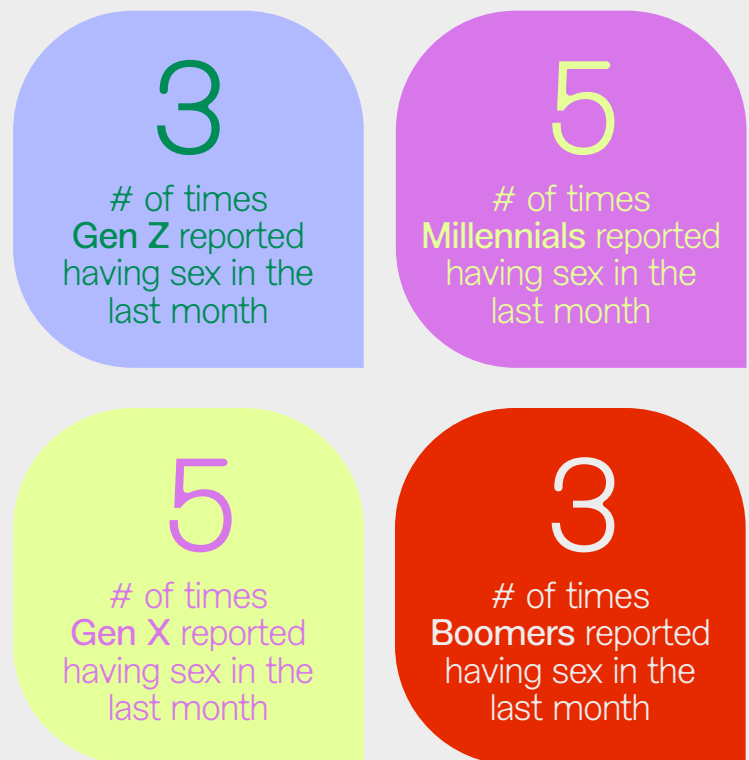 3
# of times
Gen Z reported
having sex in the
last month
5
# of times
Millennials reported
having sex in the
last month
5
# of times
Gen X reported
having sex in the
last month
3
# of times
Boomers reported
having sex in the
last month